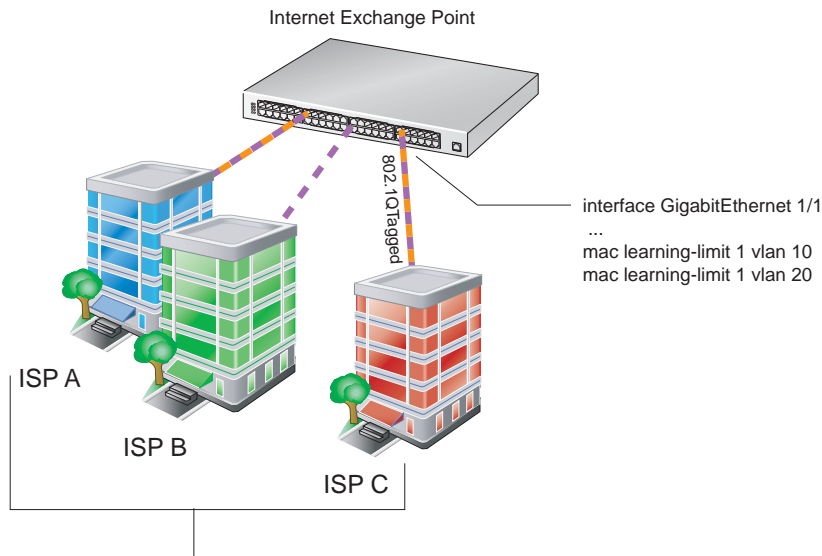 Internet Exchange Point
802.1QTagged
interface GigabitEthernet 1/1
...
mac learning-limit 1 vlan 10
mac learning-limit 1 vlan 20
ISP A
ISP B
ISP C